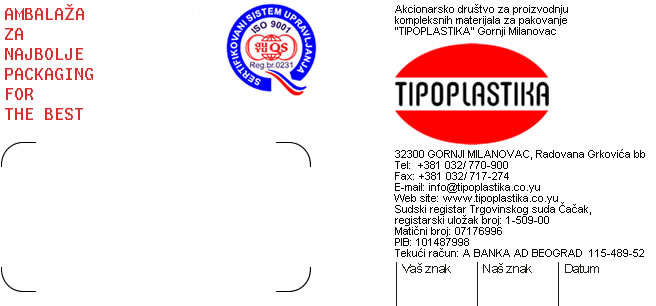 AMBALAŽA
ZA
NAJBOLJE
PACKAGING
FOR
THE BEST
SERTIFIKOVANI SISTEM UPRAVLJANJA
ISO 9001
QS
Reg.br.0231
Akcionarsko društvo za proizvodnju
kompleksnih materijala za pakovanje
"TIPOPLASTIKA" Gornji Milanovac
TIPOPLASTIKA
32300 GORNJI MILANOVAC, Radovana Grkovića bb
Tel: +381 032/ 770-900
Fax: +381 032/ 717-274
E-mail: info@tipoplastika.co.yu
Web site: www.tipoplastika.co.yu
Sudski registar Trgovinskog suda Čačak,
registarski uložak broj: 1-509-00
Matični broj: 07176996
PIB: 101487998
Tekući račun: A BANKA AD BEOGRAD 115-489-52
Vaš znak Naš znak Datum